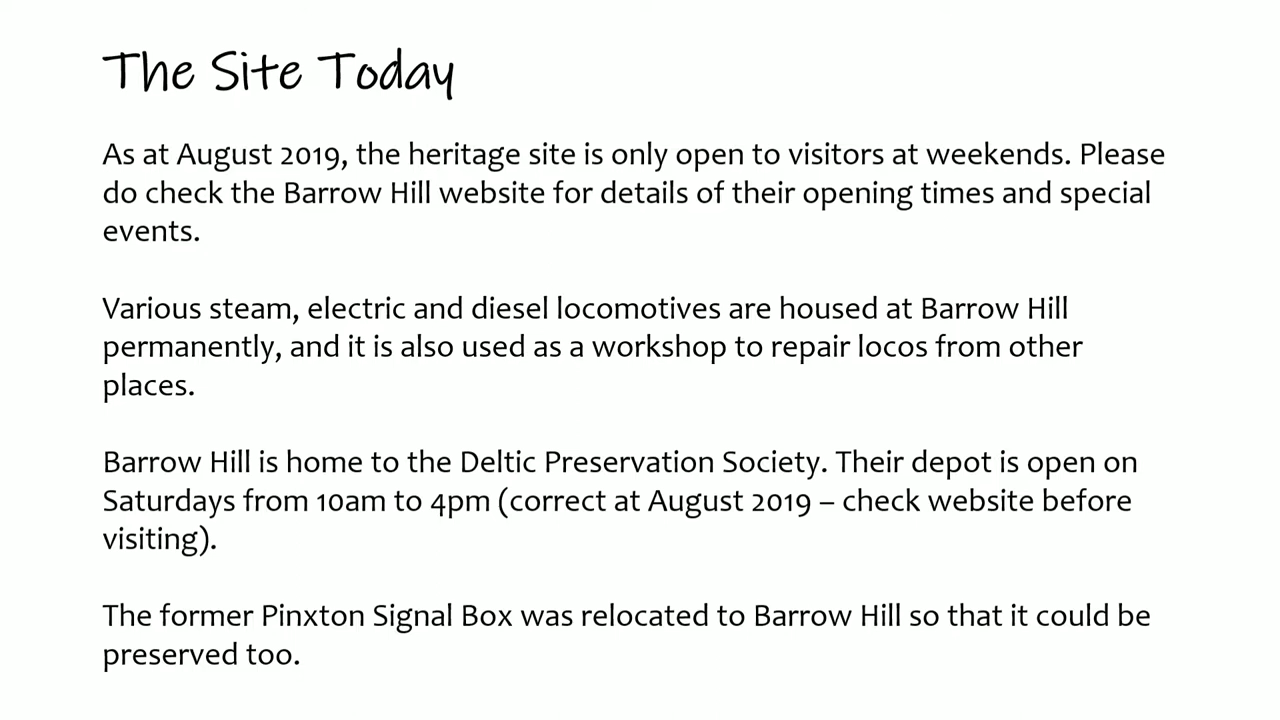 The Site Today
As at August 2019, the heritage site is only open to visitors at weekends. Please
do check the Barrow Hill website for details of their opening times and special
events.
Various steam, electric and diesel locomotives are housed at Barrow Hill
permanently, and it is also used as a workshop to repair locos from other
places.
Barrow Hill is home to the Deltic Preservation Society. Their depot is open on
Saturdays from 10am to 4pm (correct at August 2019 – check website before
visiting).
The former Pinxton Signal Box was relocated to Barrow Hill so that it could be
preserved too.